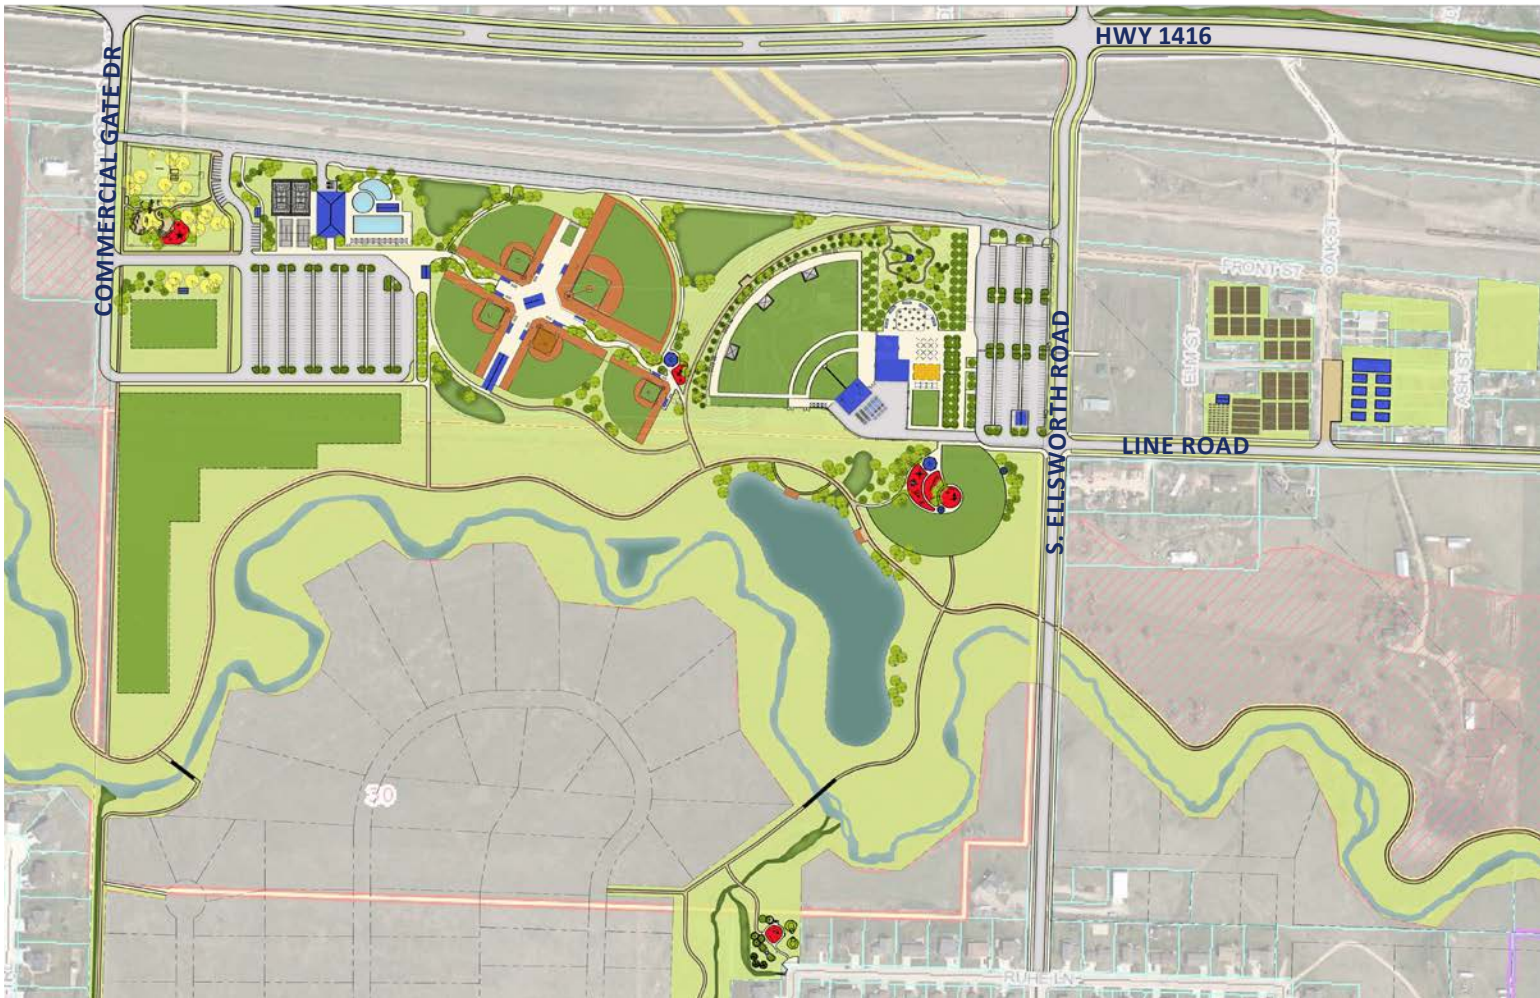 HWY 1416
COMMERCIAL GATE DR
FRONT ST
OAK ST
ELM ST
ASH ST
S. ELLSWORTH ROAD
LINE ROAD
30
RUHE LN